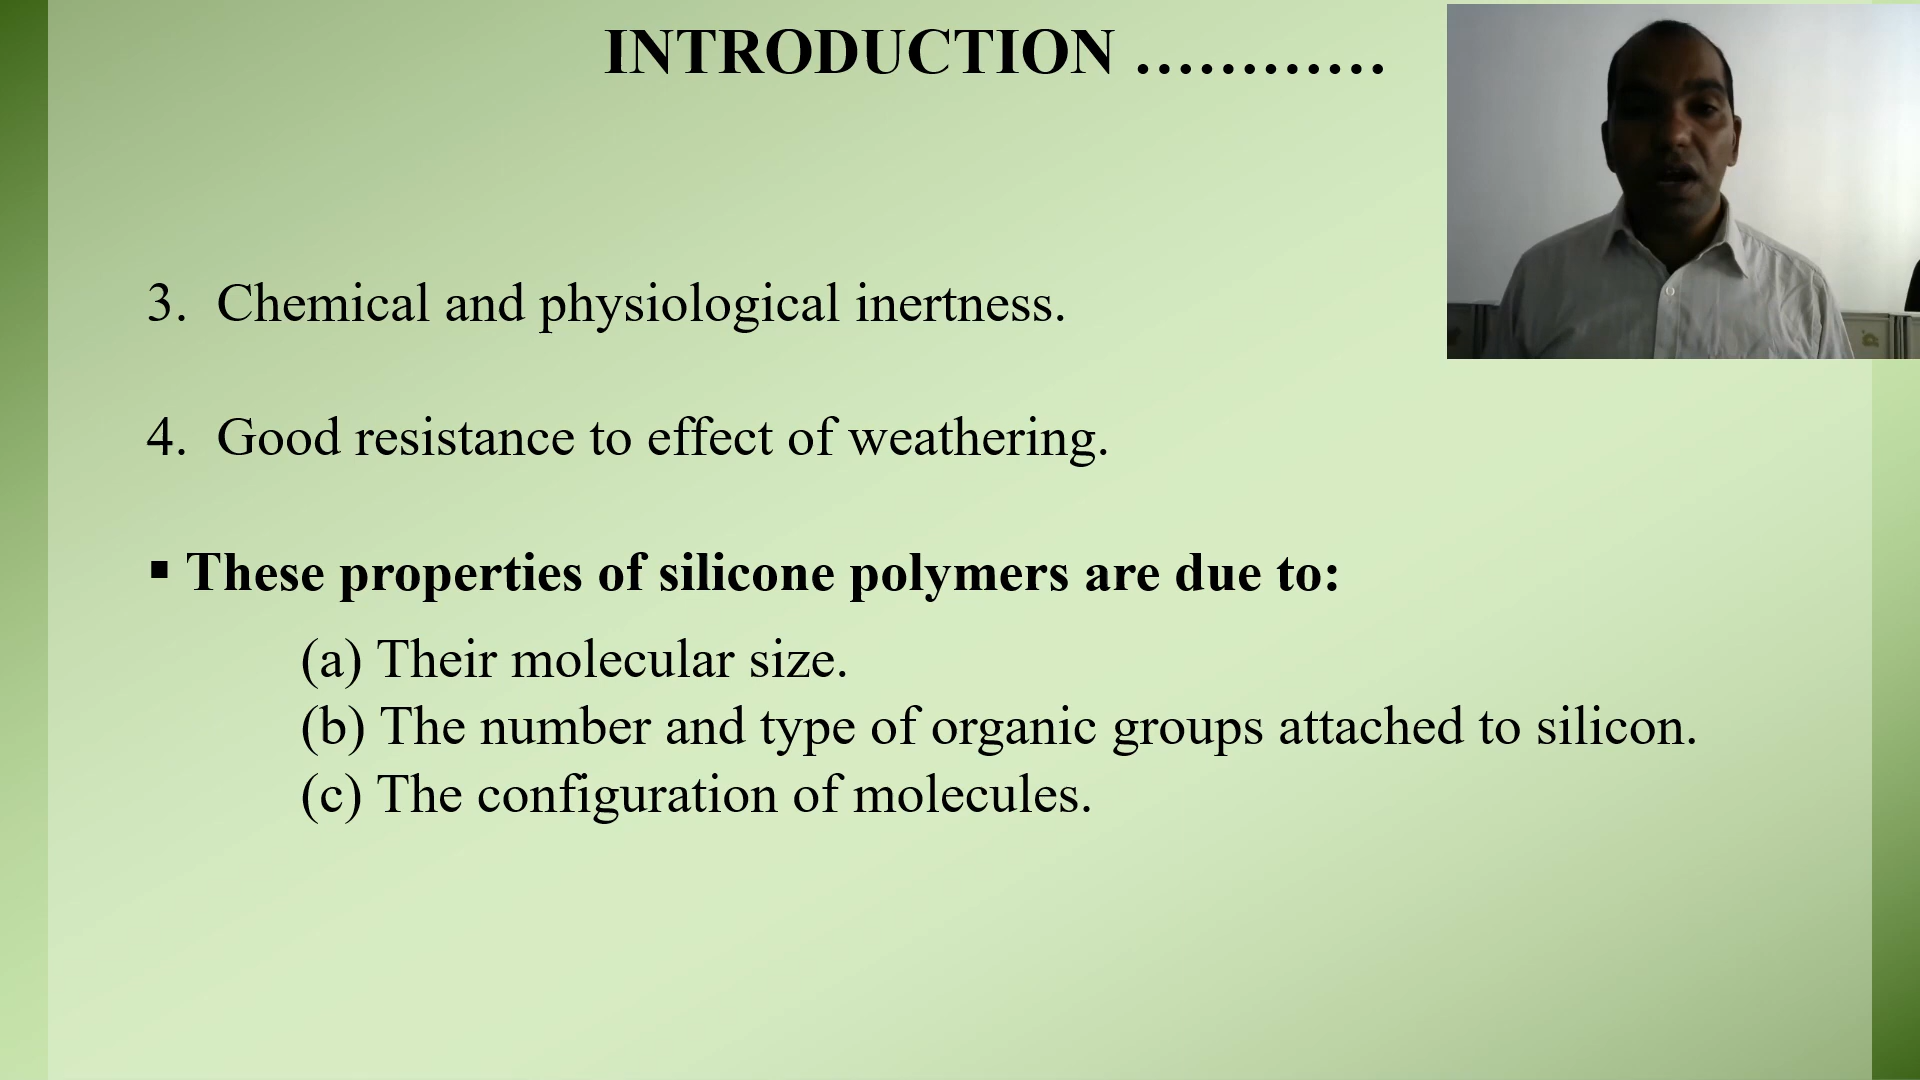 INTRODUCTION …………
3. Chemical and physiological inertness.
4. Good resistance to effect of weathering.
▪ These properties of silicone polymers are due to:
(a) Their molecular size.
(b) The number and type of organic groups attached to silicon.
(c) The configuration of molecules.